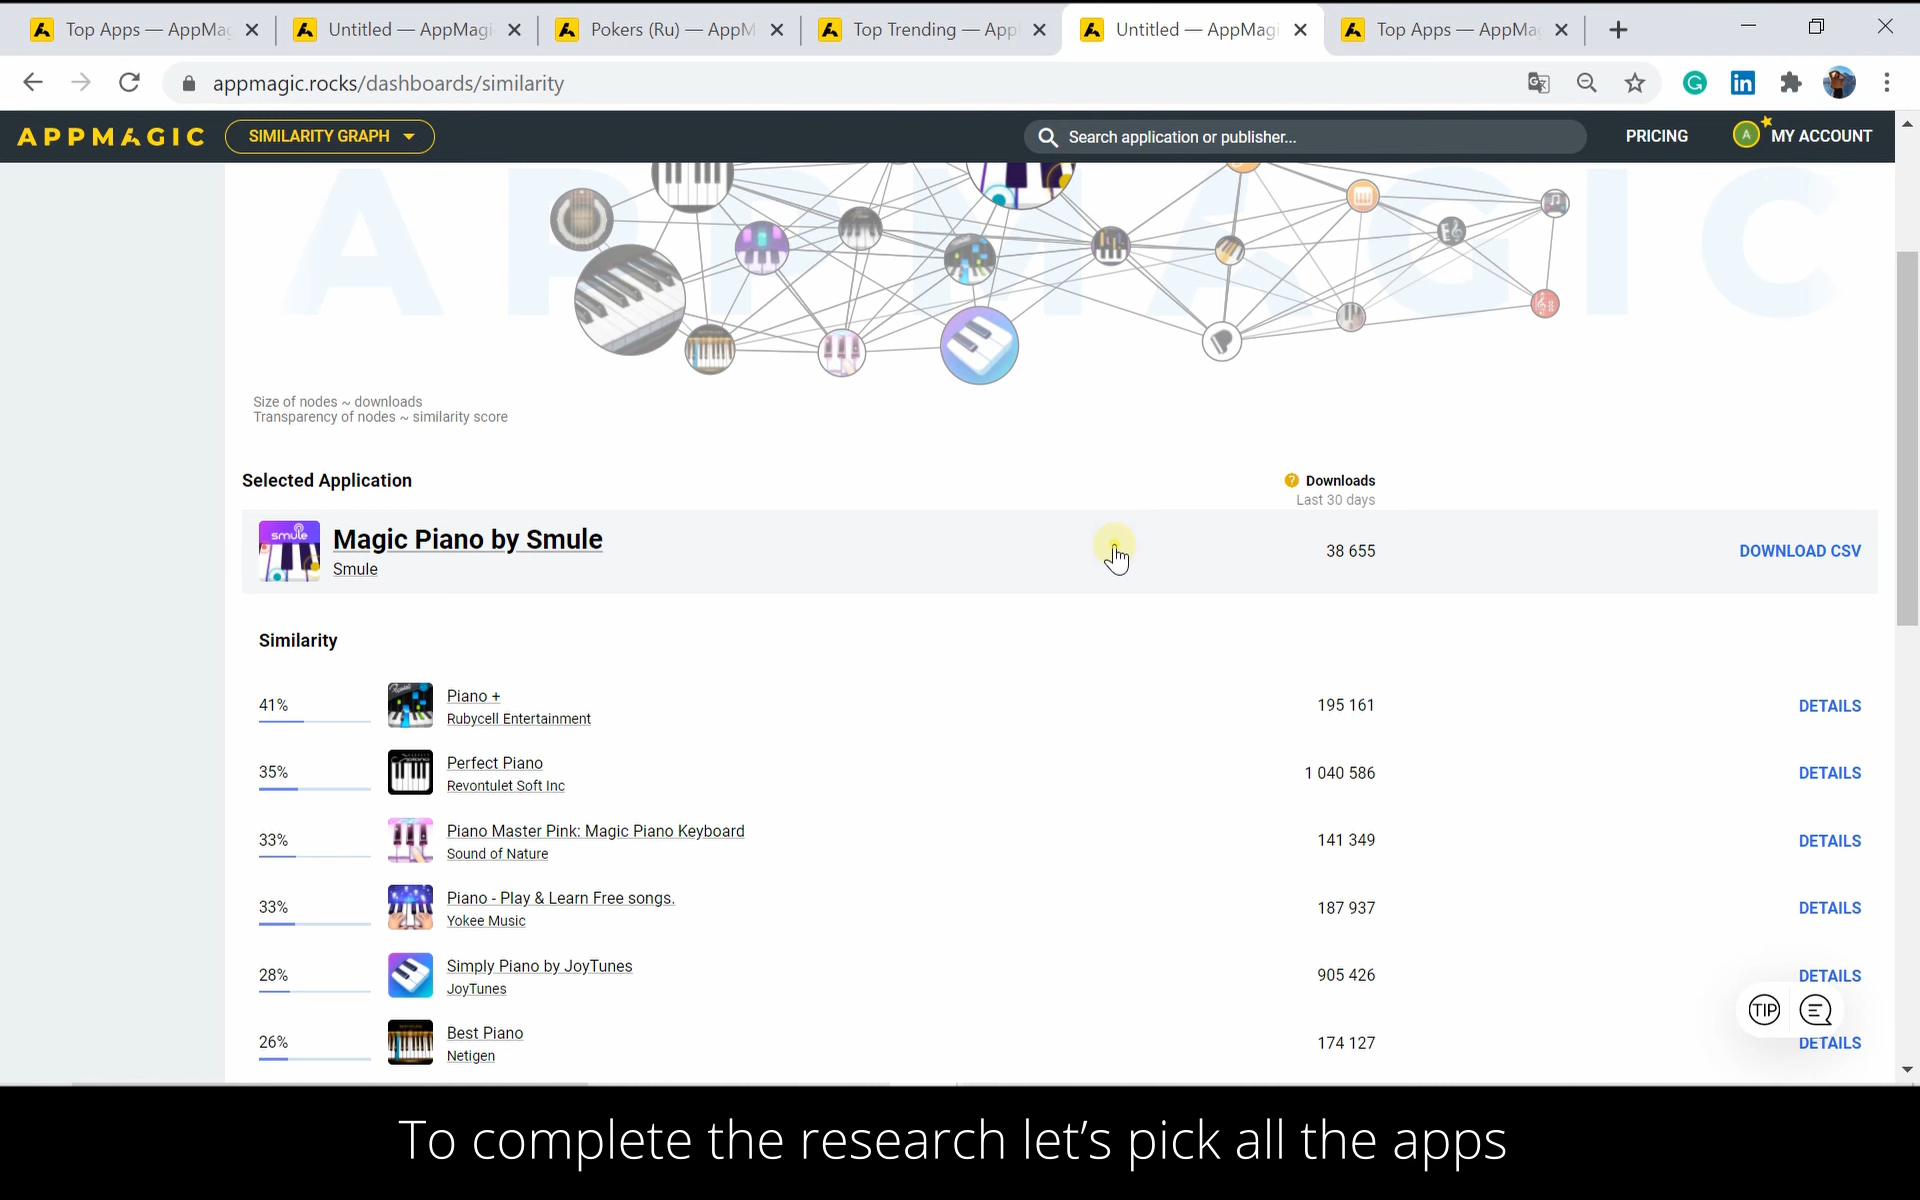 Top Apps — AppMag
Untitled — AppMagi
Pokers (Ru) — AppM
Top Trending — App
Untitled — AppMagi
Top Apps — AppMag
appmagic.rocks/dashboards/similarity
APPMAGIC
SIMILARITY GRAPH
Search application or publisher...
PRICING
A
MY ACCOUNT
APPMAGIC
Size of nodes ~ downloads
Transparency of nodes ~ similarity score
Selected Application
? Downloads
Last 30 days
smule
Magic Piano by Smule
Smule
38 655
DOWNLOAD CSV
Similarity
41%
Piano +
Rubycell Entertainment
195 161
DETAILS
35%
Perfect Piano
Revontulet Soft Inc
1 040 586
DETAILS
33%
Piano Master Pink: Magic Piano Keyboard
Sound of Nature
141 349
DETAILS
33%
Piano - Play & Learn Free songs.
Yokee Music
187 937
DETAILS
28%
Simply Piano by JoyTunes
JoyTunes
905 426
DETAILS
TIP
26%
Best Piano
Netigen
174 127
DETAILS
To complete the research let's pick all the apps